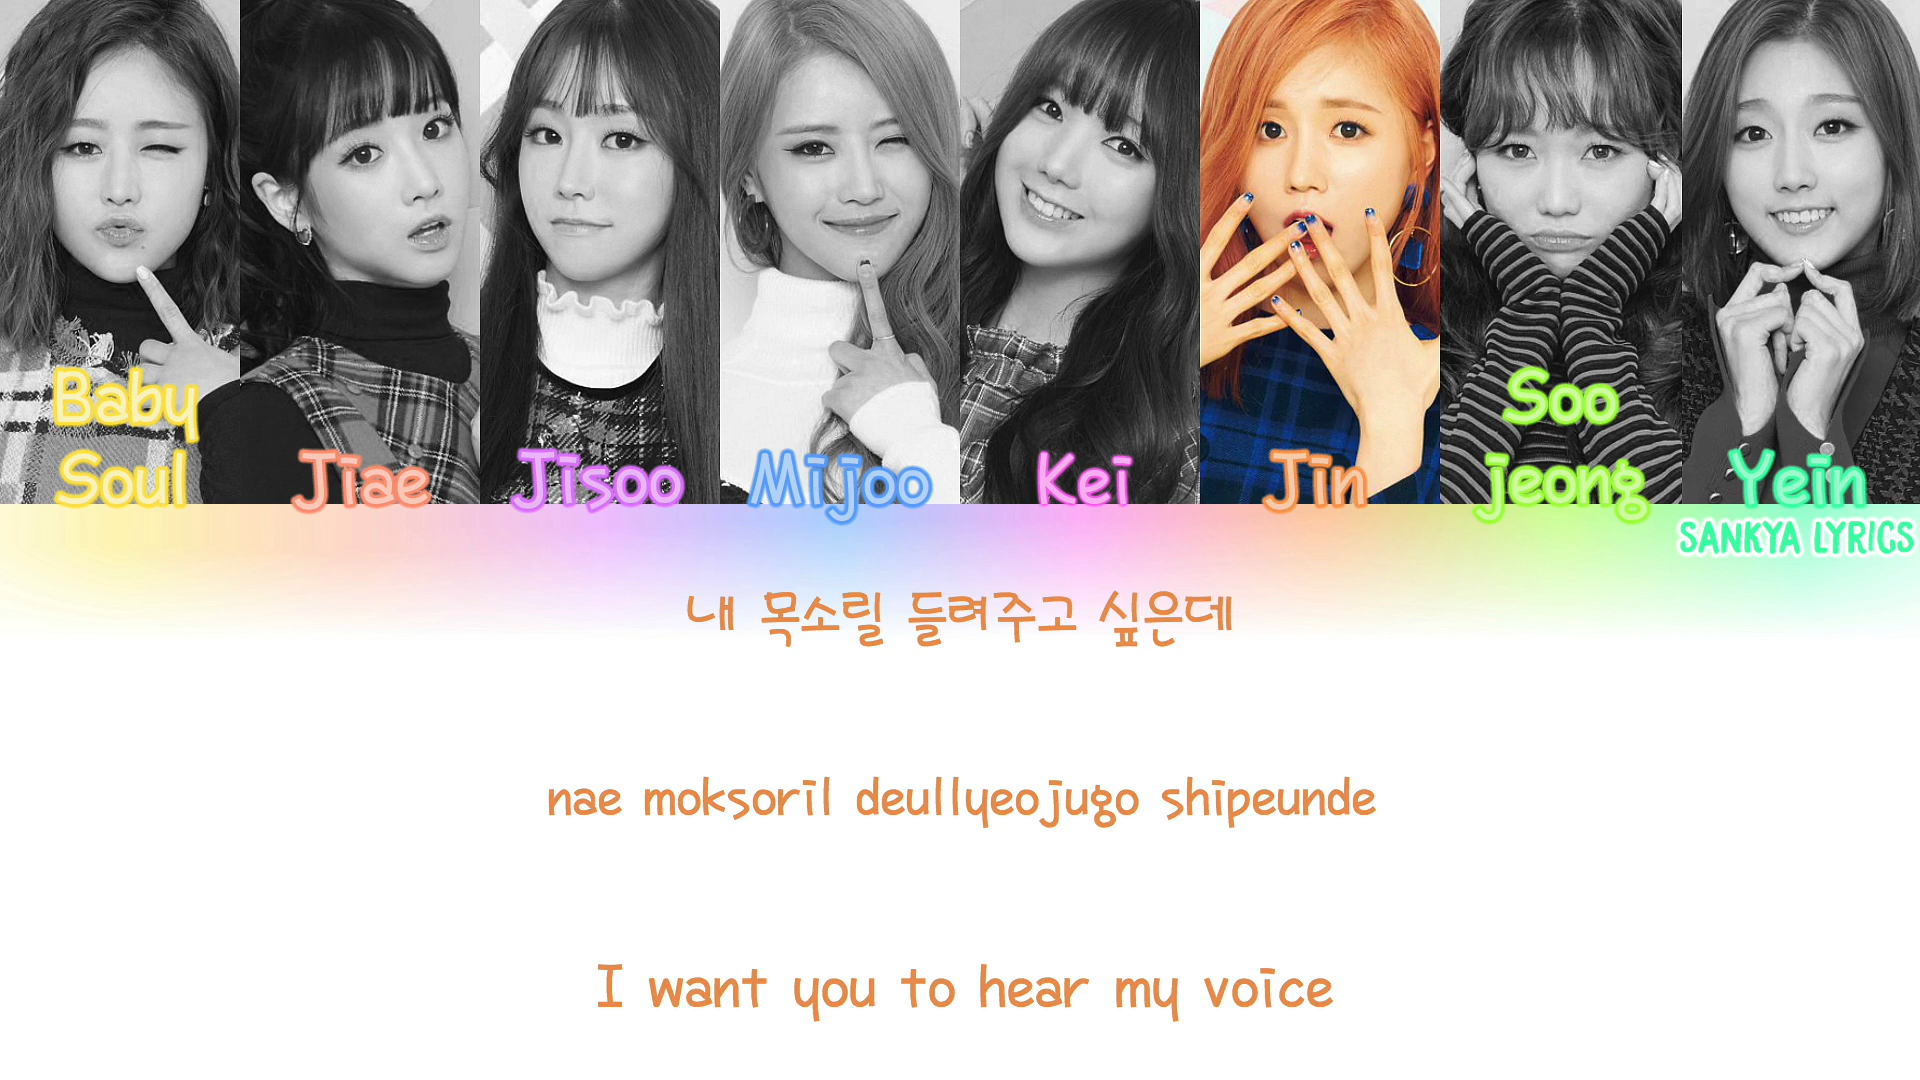 Baby
Soul
Jiae
Jisoo
Mijoo
Kei
Jin
Soo
jeong
Yein
SANKYA LYRICS
내 목소릴 들려주고 싶은데
nae moksoril deullyeojugo shipeunde
I want you to hear my voice